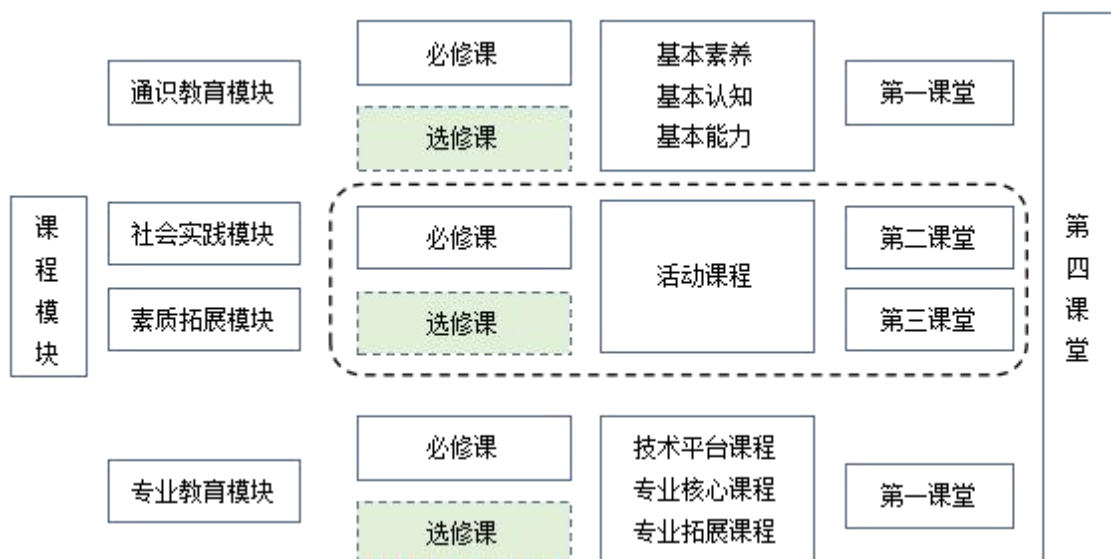 必修课
基本素养
基本认知
基本能力
通识教育模块
第一课堂
选修课
课程模块
社会实践模块
必修课
活动课程
第二课堂
第四课堂
素质拓展模块
选修课
第三课堂
必修课
技术平台课程
专业核心课程
专业拓展课程
专业教育模块
第一课堂
选修课